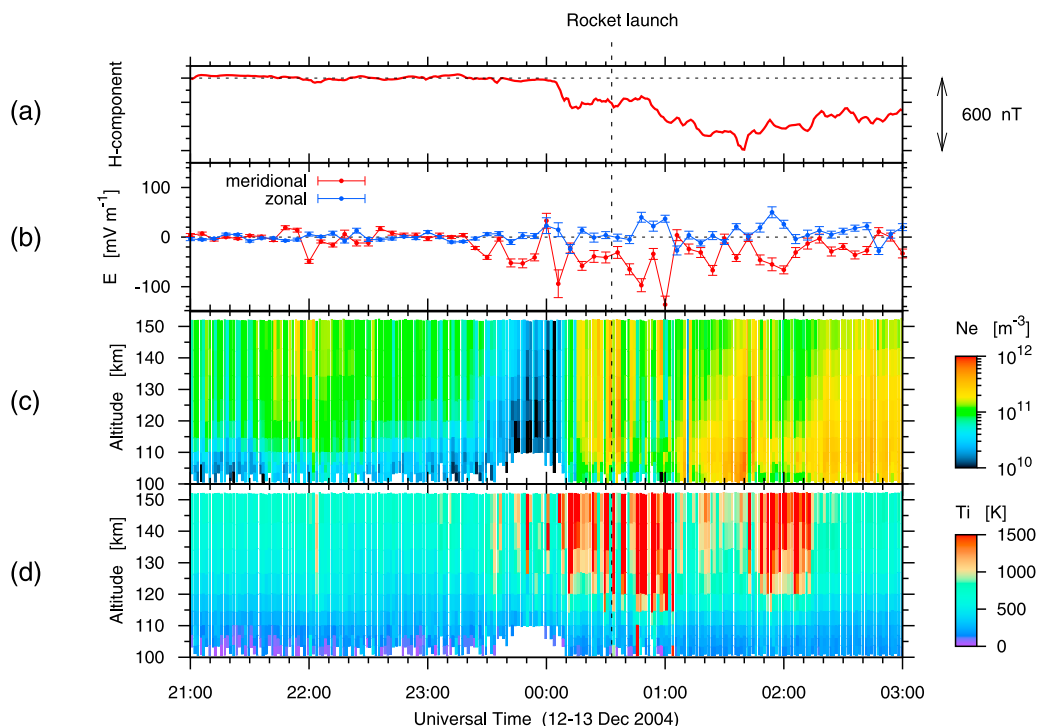 Rocket launch
(a)
H-component
600 nT
(b)
E [mV m-1]
100
0
-100
meridional
zonal
(c)
Altitude [km]
150
140
130
120
110
100
Ne [m-3]
10^12
10^11
10^10
(d)
Altitude [km]
150
140
130
120
110
100
Ti [K]
1500
1000
500
0
21:00 22:00 23:00 00:00 01:00 02:00 03:00
Universal Time (12-13 Dec 2004)